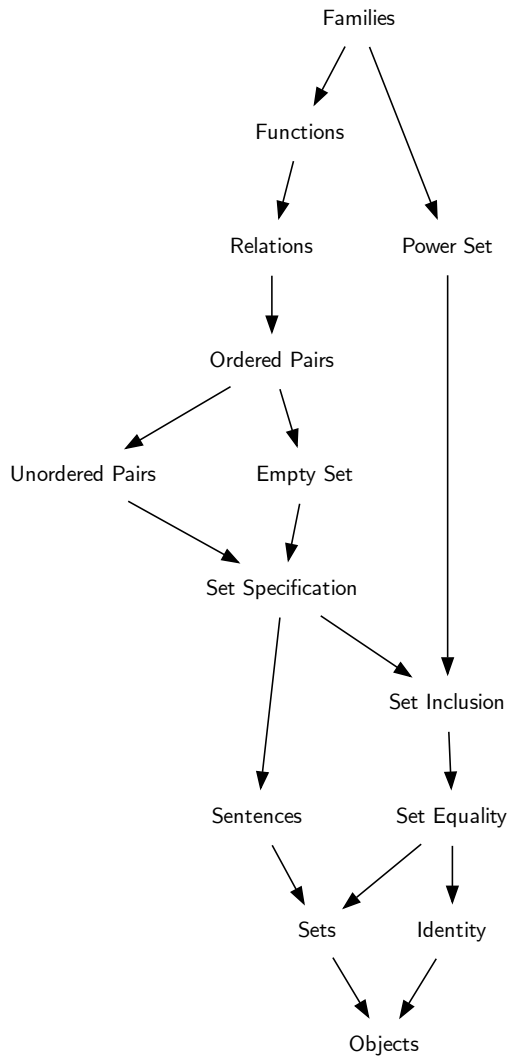 Families
Functions
Relations
Power Set
Ordered Pairs
Unordered Pairs
Empty Set
Set Specification
Set Inclusion
Sentences
Set Equality
Sets
Identity
Objects